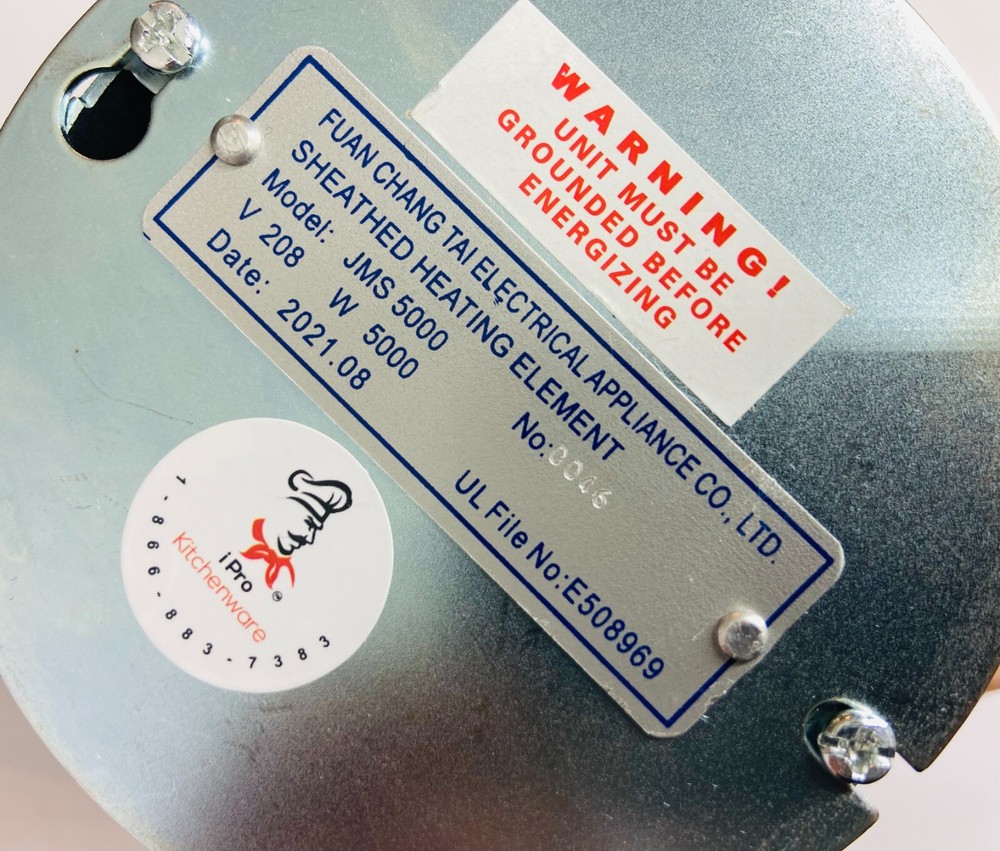 FUAN CHANG TAI ELECTRICAL APPLIANCE CO., LTD.
SHEATHED HEATING ELEMENT
Model: JMS 5000 No:0046
V 208 W 5000
Date: 2021.08 UL File No:E508969
WARNING!
UNIT MUST BE
GROUNDED BEFORE
ENERGIZING
iPro
Kitchenware
1-866-883-7383